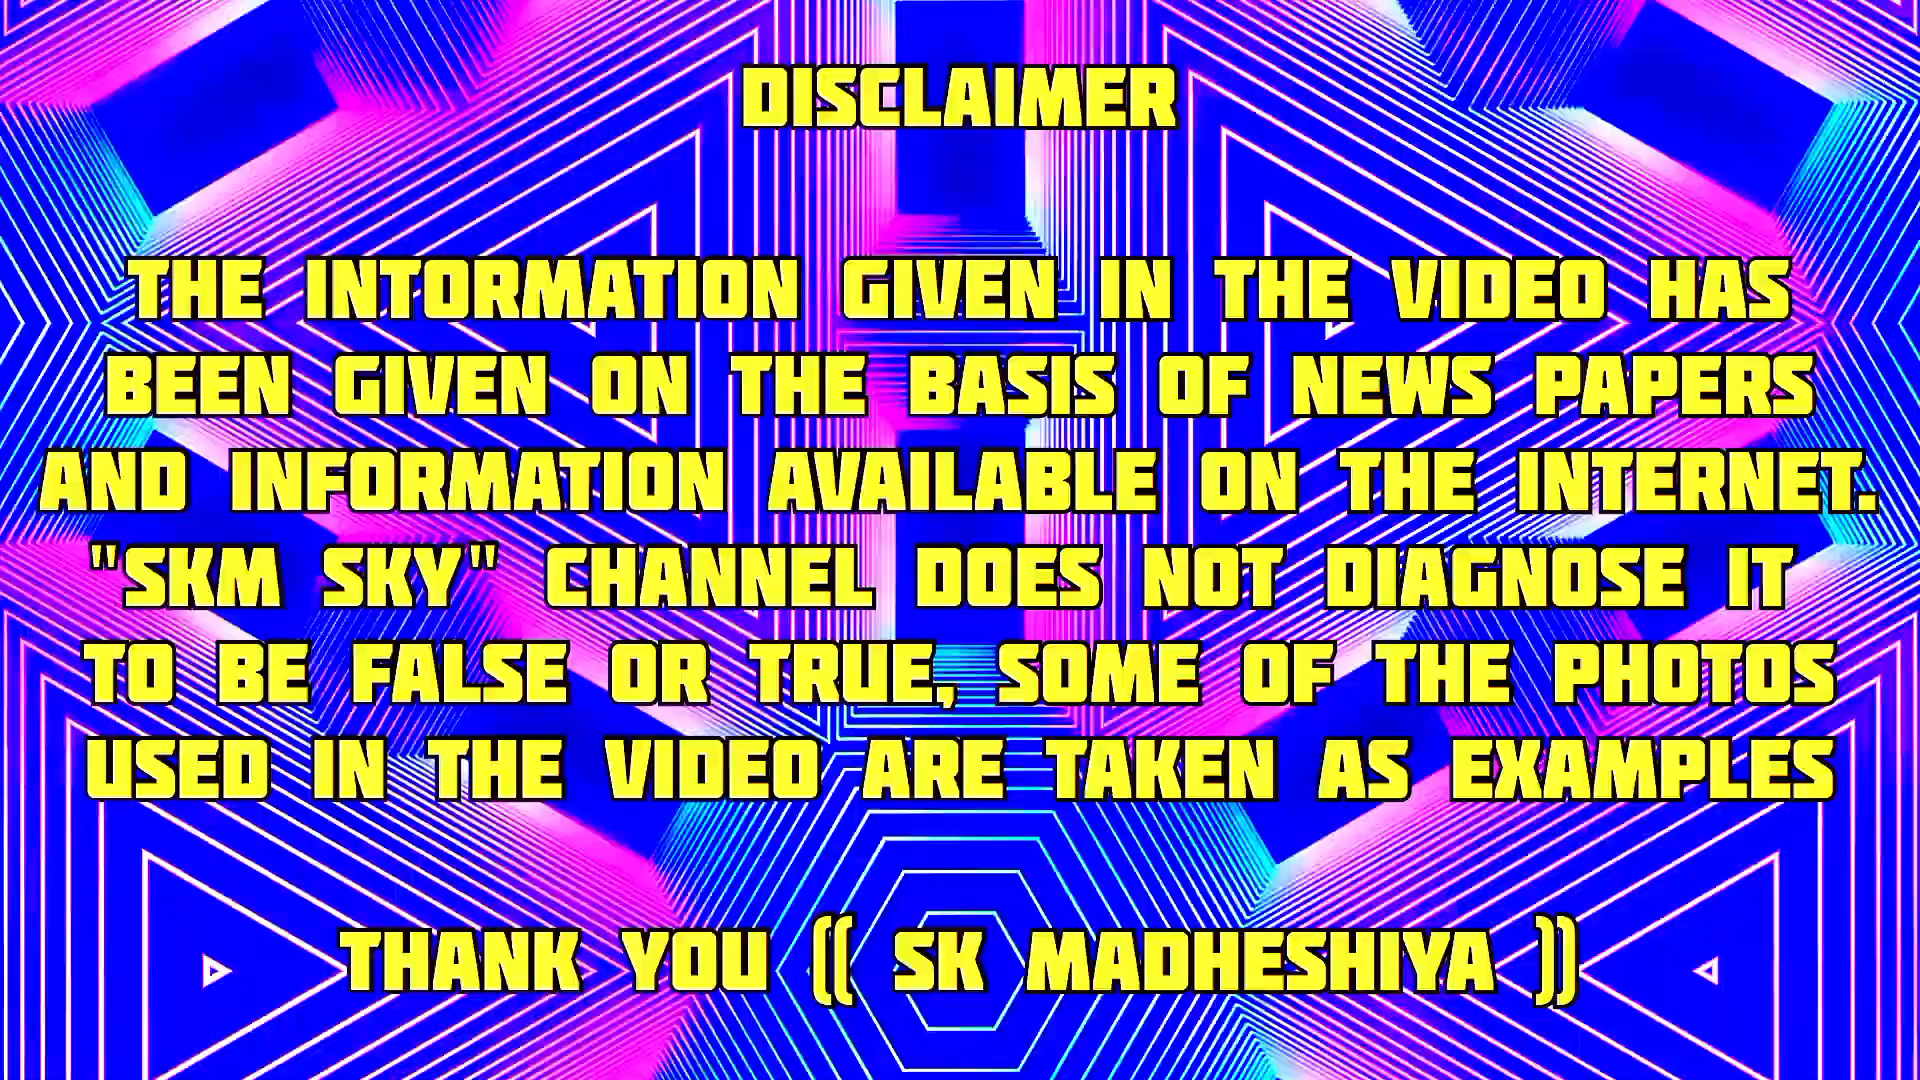 DISCLAIMER
THE INTORMATION GIVEN IN THE VIDEO HAS
BEEN GIVEN ON THE BASIS OF NEWS PAPERS
AND INFORMATION AVAILABLE ON THE INTERNET.
"SKM SKY" CHANNEL DOES NOT DIAGNOSE IT
TO BE FALSE OR TRUE, SOME OF THE PHOTOS
USED IN THE VIDEO ARE TAKEN AS EXAMPLES
THANK YOU (( SK MADHESHIYA ))